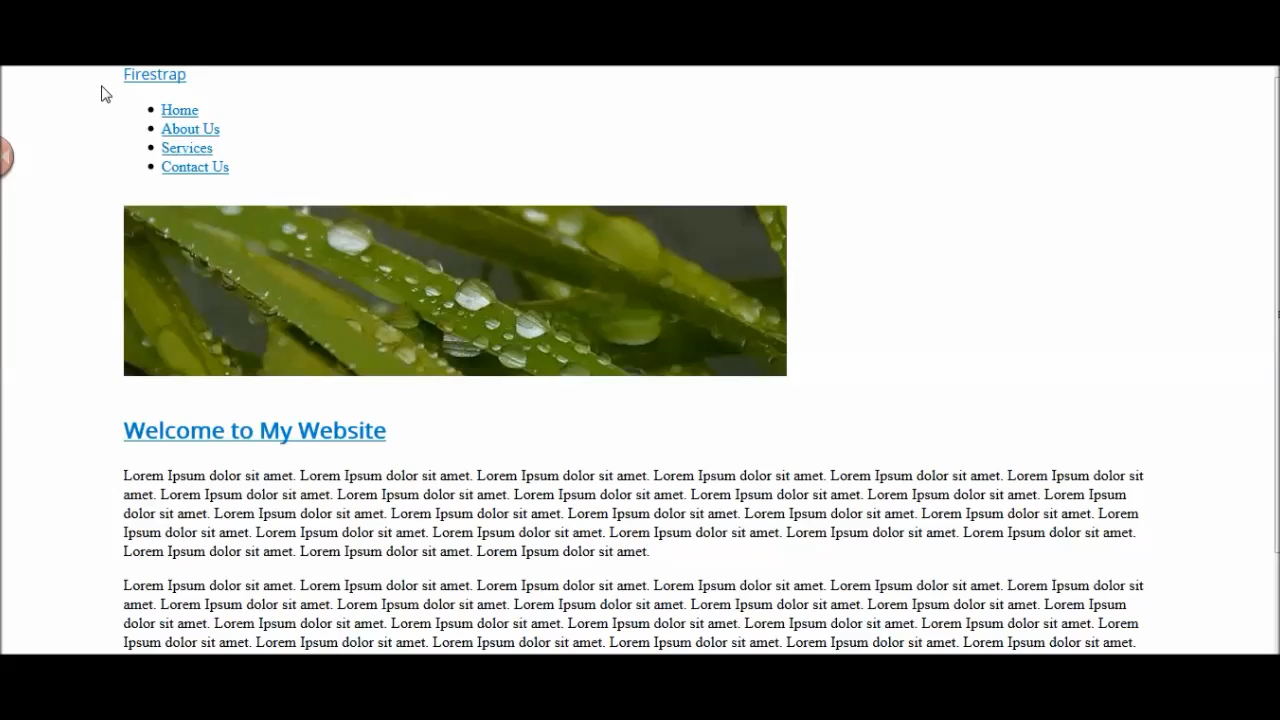 Firestrap
Home
About Us
Services
Contact Us
Welcome to My Website
Lorem Ipsum dolor sit amet. Lorem Ipsum dolor sit amet. Lorem Ipsum dolor sit amet. Lorem Ipsum dolor sit amet. Lorem Ipsum dolor sit amet. Lorem Ipsum dolor sit
amet. Lorem Ipsum dolor sit amet. Lorem Ipsum dolor sit amet. Lorem Ipsum dolor sit amet. Lorem Ipsum dolor sit amet. Lorem Ipsum dolor sit amet. Lorem Ipsum
dolor sit amet. Lorem Ipsum dolor sit amet. Lorem Ipsum dolor sit amet. Lorem Ipsum dolor sit amet. Lorem Ipsum dolor sit amet. Lorem Ipsum dolor sit amet. Lorem
Ipsum dolor sit amet. Lorem Ipsum dolor sit amet. Lorem Ipsum dolor sit amet. Lorem Ipsum dolor sit amet. Lorem Ipsum dolor sit amet. Lorem Ipsum dolor sit amet.
Lorem Ipsum dolor sit amet. Lorem Ipsum dolor sit amet. Lorem Ipsum dolor sit amet.
Lorem Ipsum dolor sit amet. Lorem Ipsum dolor sit amet. Lorem Ipsum dolor sit amet. Lorem Ipsum dolor sit amet. Lorem Ipsum dolor sit amet. Lorem Ipsum dolor sit
amet. Lorem Ipsum dolor sit amet. Lorem Ipsum dolor sit amet. Lorem Ipsum dolor sit amet. Lorem Ipsum dolor sit amet. Lorem Ipsum dolor sit amet. Lorem Ipsum
dolor sit amet. Lorem Ipsum dolor sit amet. Lorem Ipsum dolor sit amet. Lorem Ipsum dolor sit amet. Lorem Ipsum dolor sit amet. Lorem Ipsum dolor sit amet. Lorem
Ipsum dolor sit amet. Lorem Ipsum dolor sit amet. Lorem Ipsum dolor sit amet. Lorem Ipsum dolor sit amet. Lorem Ipsum dolor sit amet. Lorem Ipsum dolor sit amet.